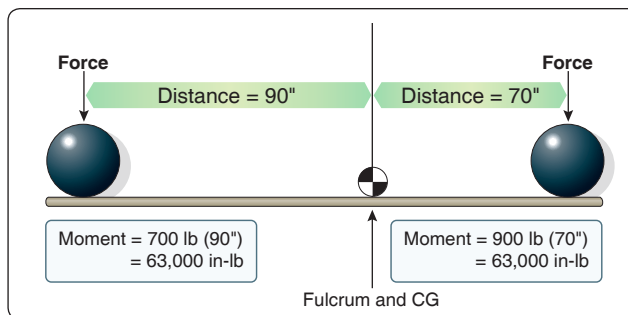 Force
Force
Distance = 90"
Distance = 70"
Moment = 700 lb (90")
= 63,000 in-lb
Moment = 900 lb (70")
= 63,000 in-lb
Fulcrum and CG